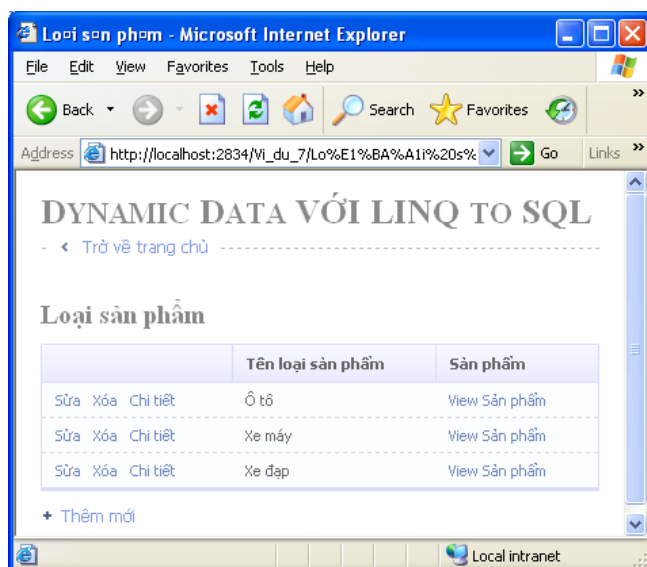 Lo¤i s¤n ph¤m - Microsoft Internet Explorer
File Edit View Favorites Tools Help
Back Search Favorites »
Address http://localhost:2834/Vi_du_7/Lo%E1%BA%A1i%20s% Go Links »
DYNAMIC DATA VỚI LINQ TO SQL
Trở về trang chủ
Loại sản phẩm
Tên loại sản phẩm Sản phẩm
Sửa Xóa Chi tiết Ô tô View Sản phẩm
Sửa Xóa Chi tiết Xe máy View Sản phẩm
Sửa Xóa Chi tiết Xe đạp View Sản phẩm
+ Thêm mới
Local intranet